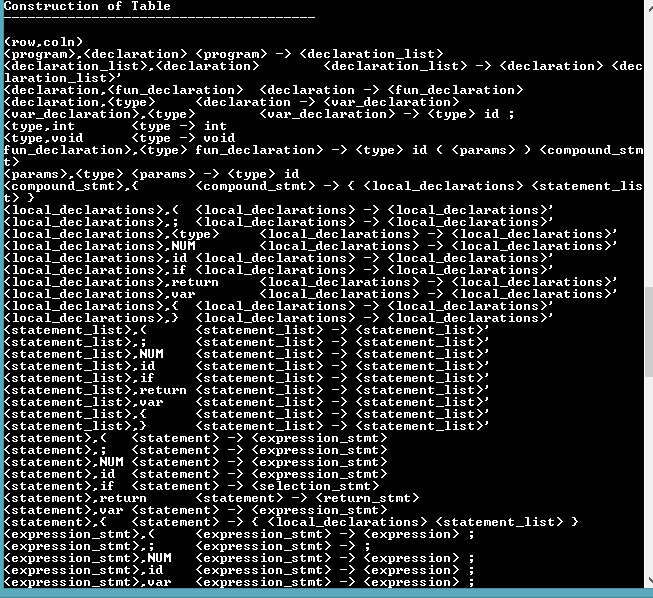 Construction of Table
---------------------------------------
<row,coln>
<program>,<declaration> <program> -> <declaration_list>
<declaration_list>,<declaration>        <declaration_list> -> <declaration> <dec
laration_list>'
<declaration,<fun_declaration>  <declaration -> <fun_declaration>
<declaration,<type>     <declaration -> <var_declaration>
<var_declaration>,<type>        <var_declaration> -> <type> id ;
<type,int       <type -> int
<type,void      <type -> void
fun_declaration>,<type> fun_declaration> -> <type> id ( <params> ) <compound_stm
t>
<params>,<type> <params> -> <type> id
<compound_stmt>,{       <compound_stmt> -> { <local_declarations> <statement_lis
t> }
<local_declarations>,(  <local_declarations> -> <local_declarations>'
<local_declarations>,;  <local_declarations> -> <local_declarations>'
<local_declarations>,<type>     <local_declarations> -> <local_declarations>'
<local_declarations>,NUM        <local_declarations> -> <local_declarations>'
<local_declarations>,id <local_declarations> -> <local_declarations>'
<local_declarations>,if <local_declarations> -> <local_declarations>'
<local_declarations>,return     <local_declarations> -> <local_declarations>'
<local_declarations>,var        <local_declarations> -> <local_declarations>'
<local_declarations>,{  <local_declarations> -> <local_declarations>'
<local_declarations>,}  <local_declarations> -> <local_declarations>'
<statement_list>,(      <statement_list> -> <statement_list>'
<statement_list>,;      <statement_list> -> <statement_list>'
<statement_list>,NUM    <statement_list> -> <statement_list>'
<statement_list>,id     <statement_list> -> <statement_list>'
<statement_list>,if     <statement_list> -> <statement_list>'
<statement_list>,return <statement_list> -> <statement_list>'
<statement_list>,var    <statement_list> -> <statement_list>'
<statement_list>,{      <statement_list> -> <statement_list>'
<statement_list>,}      <statement_list> -> <statement_list>'
<statement>,(   <statement> -> <expression_stmt>
<statement>,;   <statement> -> <expression_stmt>
<statement>,NUM <statement> -> <expression_stmt>
<statement>,id  <statement> -> <expression_stmt>
<statement>,if  <statement> -> <selection_stmt>
<statement>,return      <statement> -> <return_stmt>
<statement>,var <statement> -> <expression_stmt>
<statement>,{   <statement> -> { <local_declarations> <statement_list> }
<expression_stmt>,(     <expression_stmt> -> <expression> ;
<expression_stmt>,;     <expression_stmt> -> ;
<expression_stmt>,NUM   <expression_stmt> -> <expression> ;
<expression_stmt>,id    <expression_stmt> -> <expression> ;
<expression_stmt>,var   <expression_stmt> -> <expression> ;